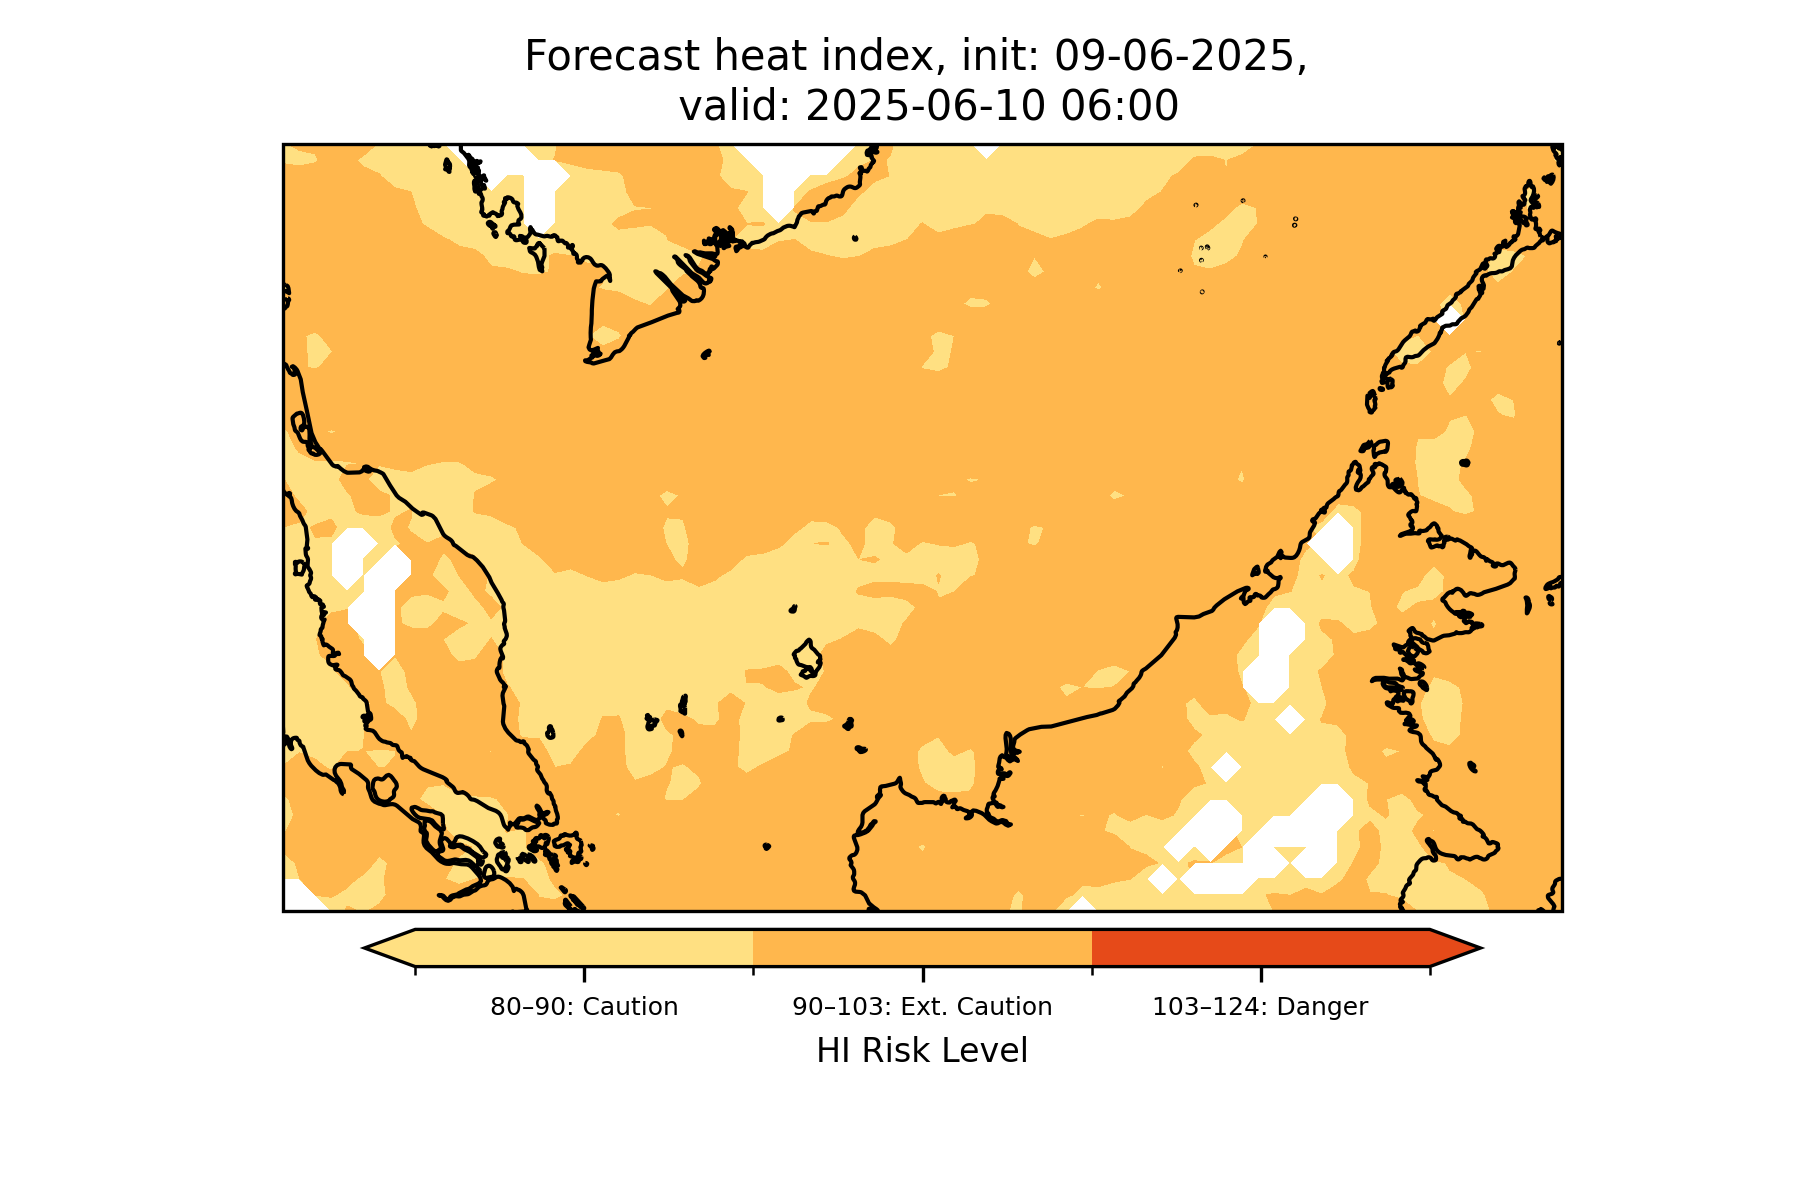 Forecast heat index, init: 09-06-2025,
valid: 2025-06-10 06:00
80–90: Caution
90–103: Ext. Caution
103–124: Danger
HI Risk Level